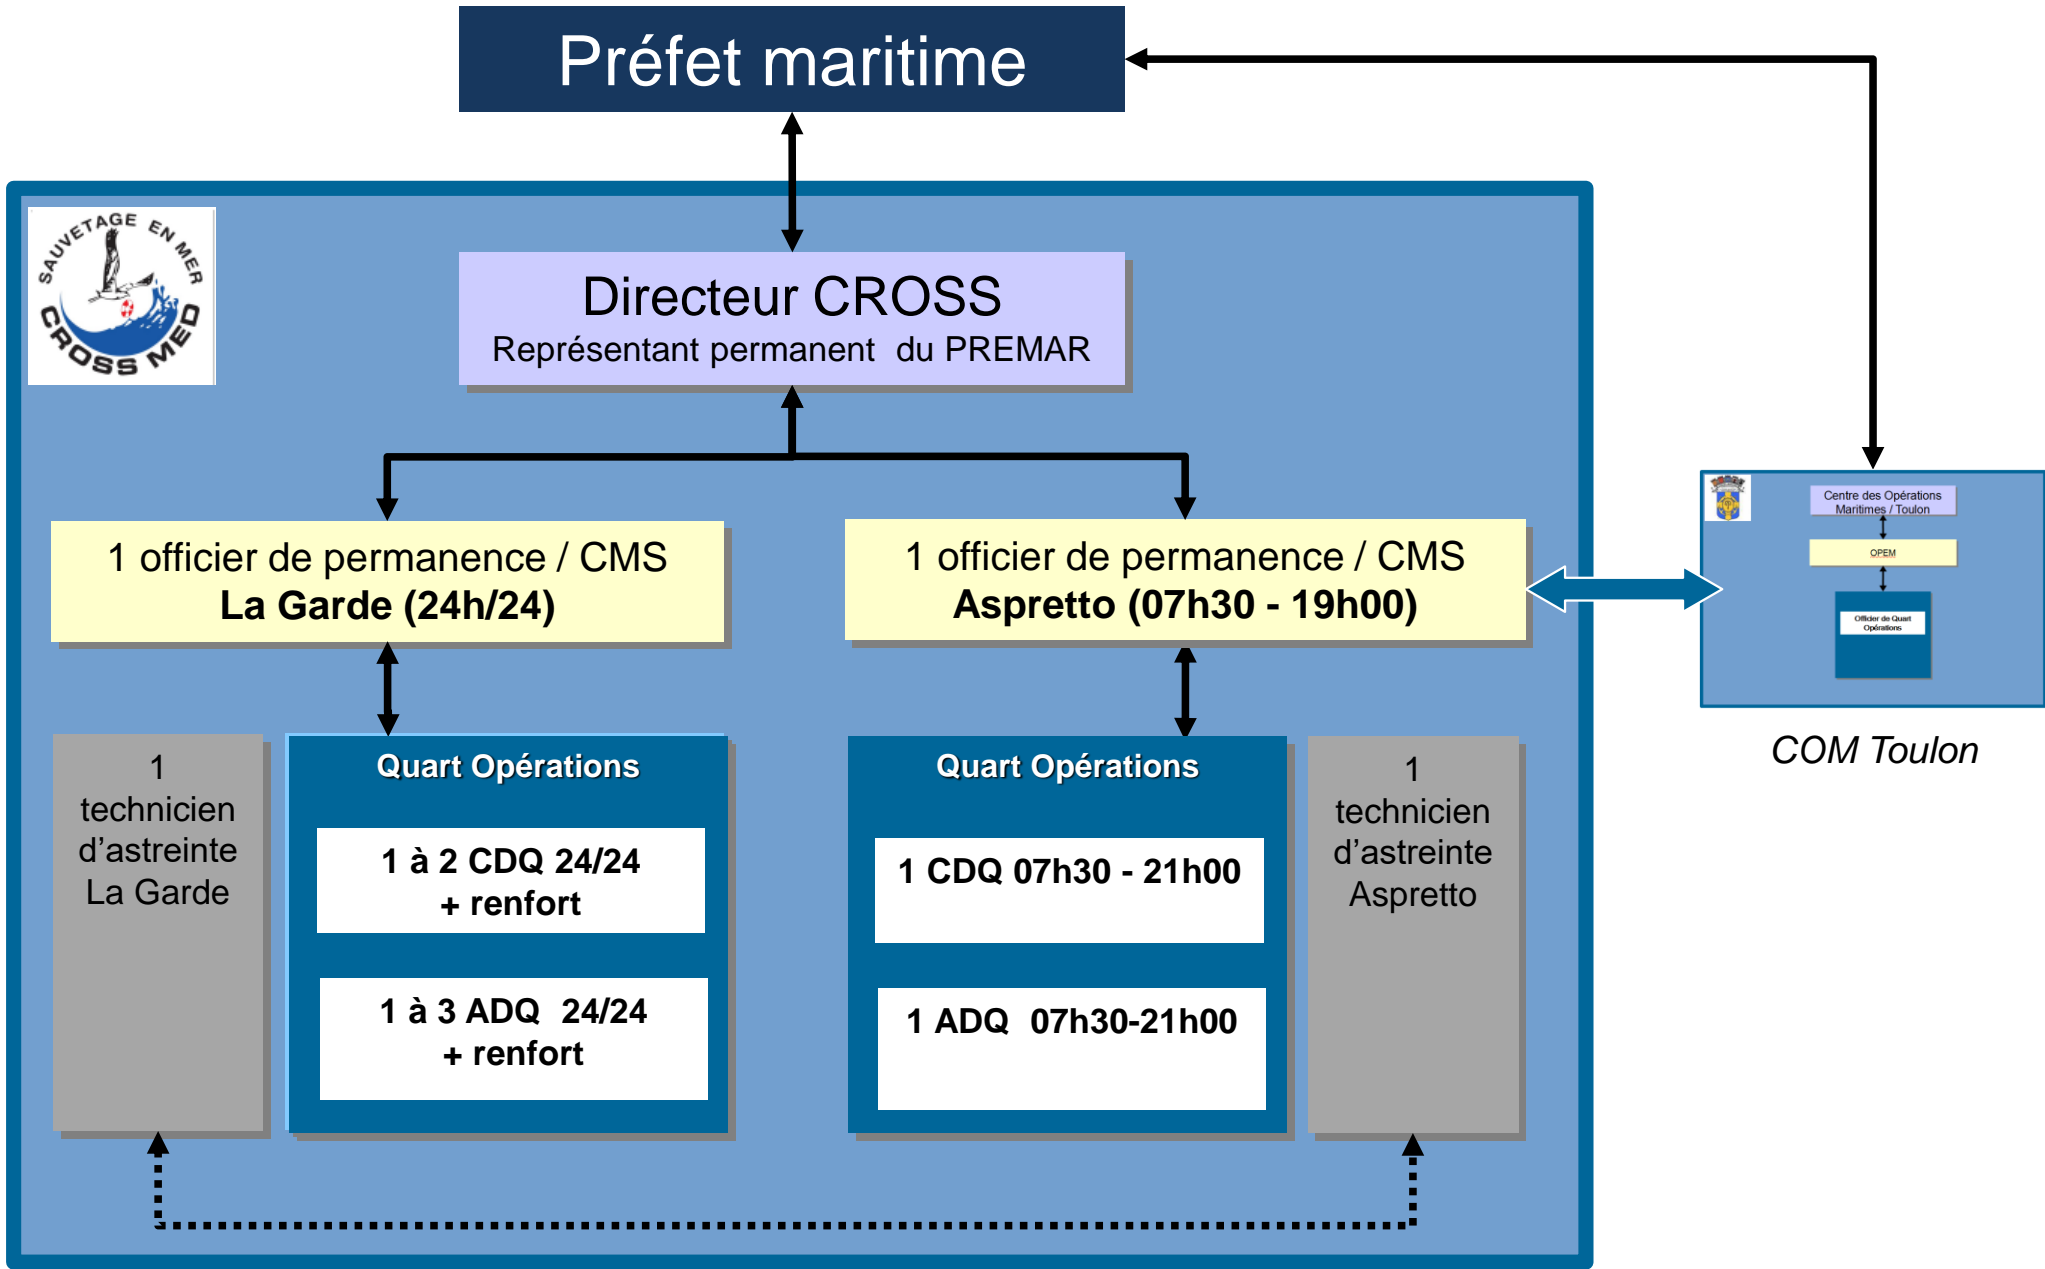 Préfet maritime
SAUVETAGE EN MER
CROSS MED
Directeur CROSS
Représentant permanent du PREMAR
1 officier de permanence / CMS
La Garde (24h/24)
1 officier de permanence / CMS
Aspretto (07h30 - 19h00)
Centre des Opérations
Maritimes / Toulon
OPEM
Officier de Quart
Opérations
COM Toulon
1
technicien
d’astreinte
La Garde
Quart Opérations
1 à 2 CDQ 24/24
+ renfort
1 à 3 ADQ 24/24
+ renfort
Quart Opérations
1 CDQ 07h30 - 21h00
1 ADQ 07h30-21h00
1
technicien
d’astreinte
Aspretto